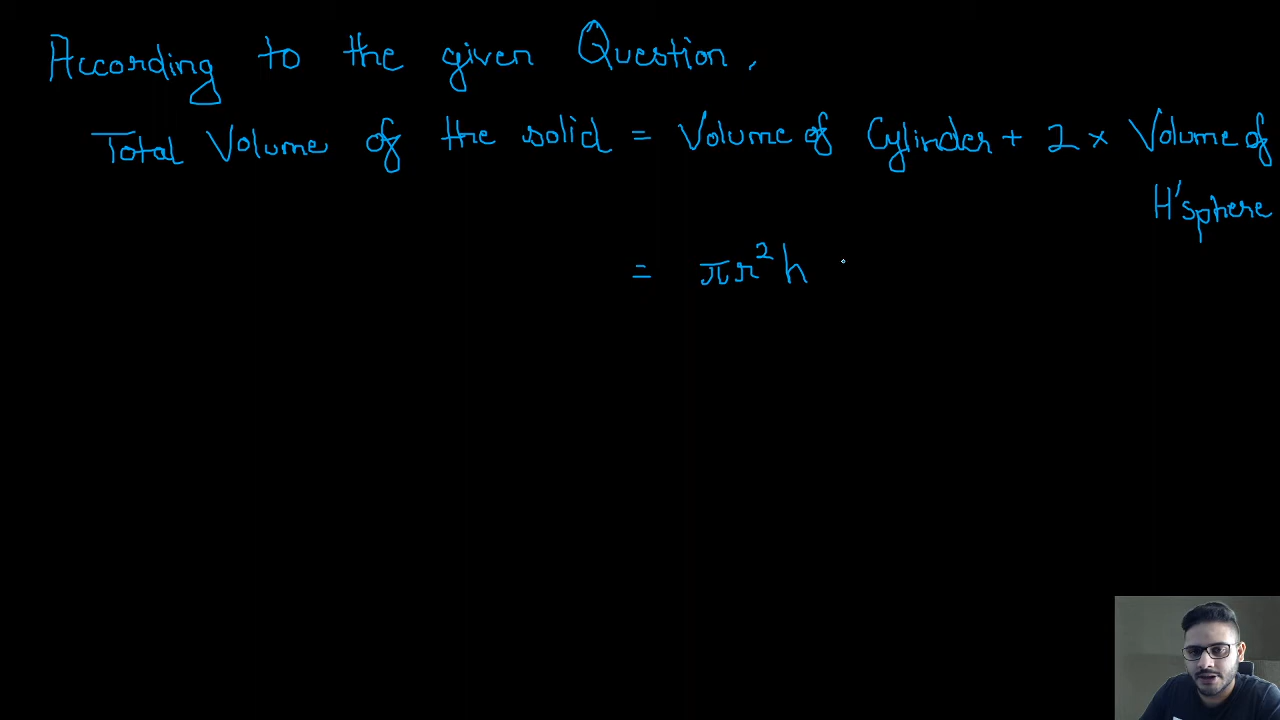 According to the given Question,
Total Volume of the solid = Volume of Cylinder + 2 × Volume of
H'sphere
= πr²h